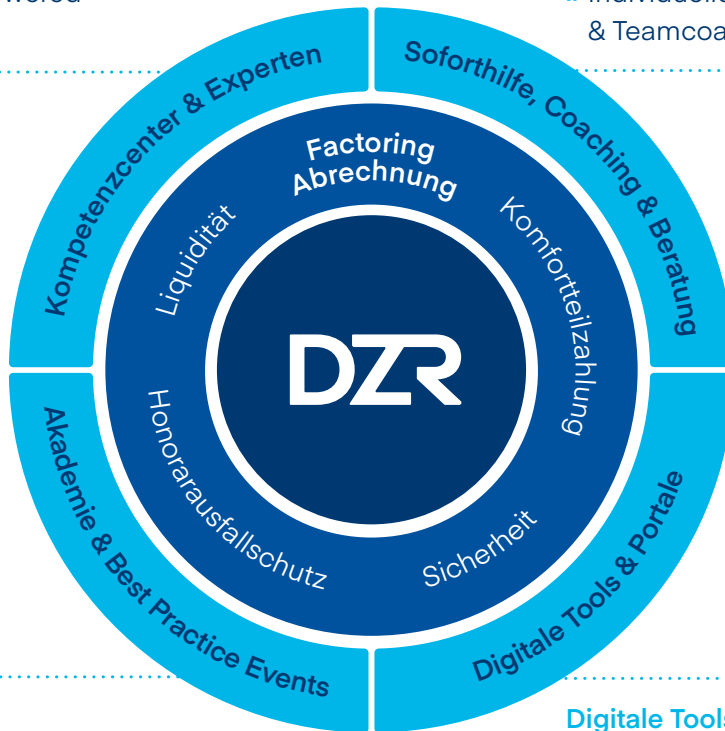 & Teamcoa
Kompetenzcenter & Experten
Soforthilfe, Coaching & Beratung
Factoring
Abrechnung
Liquidität
Komfortteilzahlung
DZR
Honorarausfallschutz
Sicherheit
Akademie & Best Practice Events
Digitale Tools & Portale
Digitale Tools